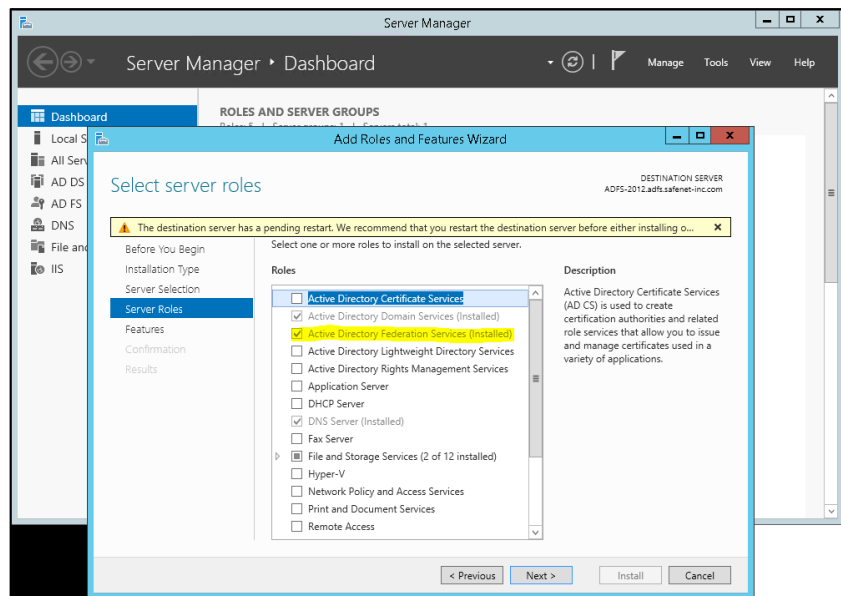 Server Manager
Server Manager • Dashboard
Manage Tools View Help
Dashboard
Local S
All Serv
AD DS
AD FS
DNS
File and
IIS
ROLES AND SERVER GROUPS
Add Roles and Features Wizard
Select server roles
DESTINATION SERVER
ADFS-2012.adfs.safenet-inc.com
The destination server has a pending restart. We recommend that you restart the destination server before either installing o...
Before You Begin
Installation Type
Server Selection
Server Roles
Features
Confirmation
Results
Select one or more roles to install on the selected server.
Roles
Active Directory Certificate Services
Active Directory Domain Services (Installed)
Active Directory Federation Services (Installed)
Active Directory Lightweight Directory Services
Active Directory Rights Management Services
Application Server
DHCP Server
DNS Server (Installed)
Fax Server
File and Storage Services (2 of 12 installed)
Hyper-V
Network Policy and Access Services
Print and Document Services
Remote Access
Description
Active Directory Certificate Services
(AD CS) is used to create
certification authorities and related
role services that allow you to issue
and manage certificates used in a
variety of applications.
< Previous Next > Install Cancel